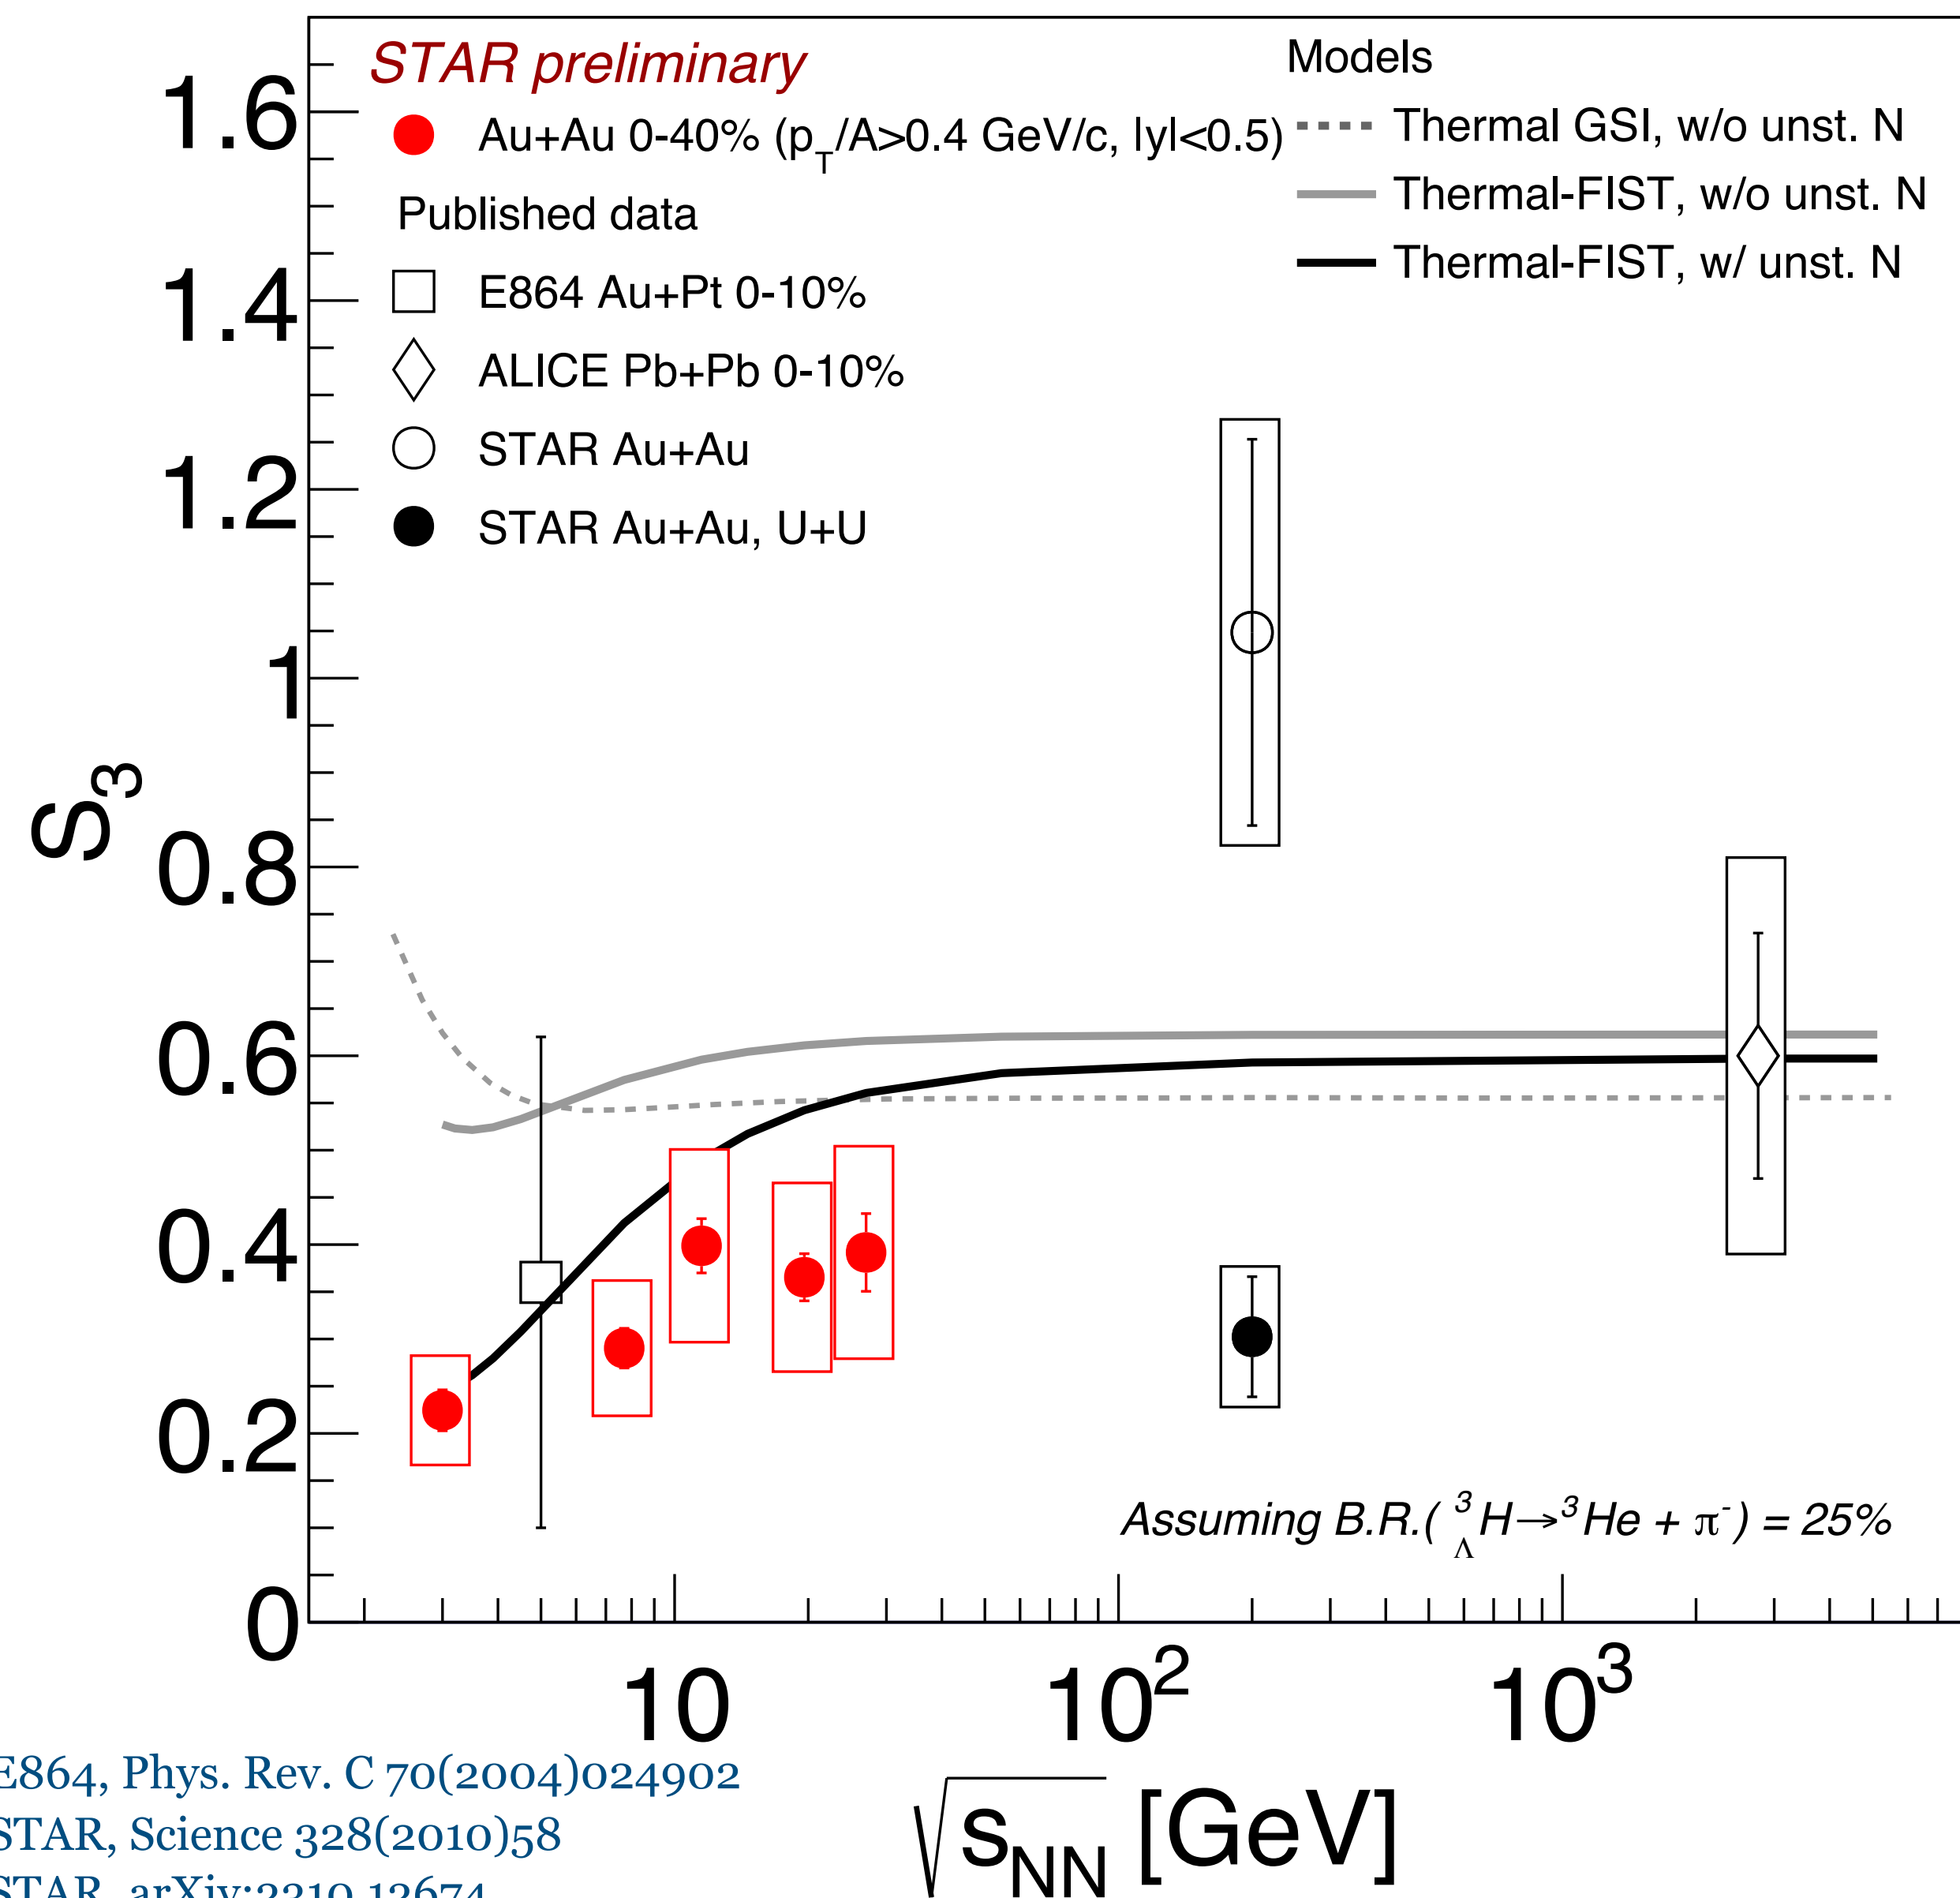 STAR preliminary
Au+Au 0-40% (pT/A>0.4 GeV/c, |y|<0.5)
Published data
E864 Au+Pt 0-10%
ALICE Pb+Pb 0-10%
STAR Au+Au
STAR Au+Au, U+U
Models
Thermal GSI, w/o unst. N
Thermal-FIST, w/o unst. N
Thermal-FIST, w/ unst. N
1.6
1.4
1.2
1
0.8
0.6
0.4
0.2
0
S3
Assuming B.R.(³ΛH→³He + π⁻) = 25%
10
10²
10³
√sNN [GeV]
E864, Phys. Rev. C 70(2004)024902
STAR, Science 328(2010)58
STAR, arXiv:2310.12674